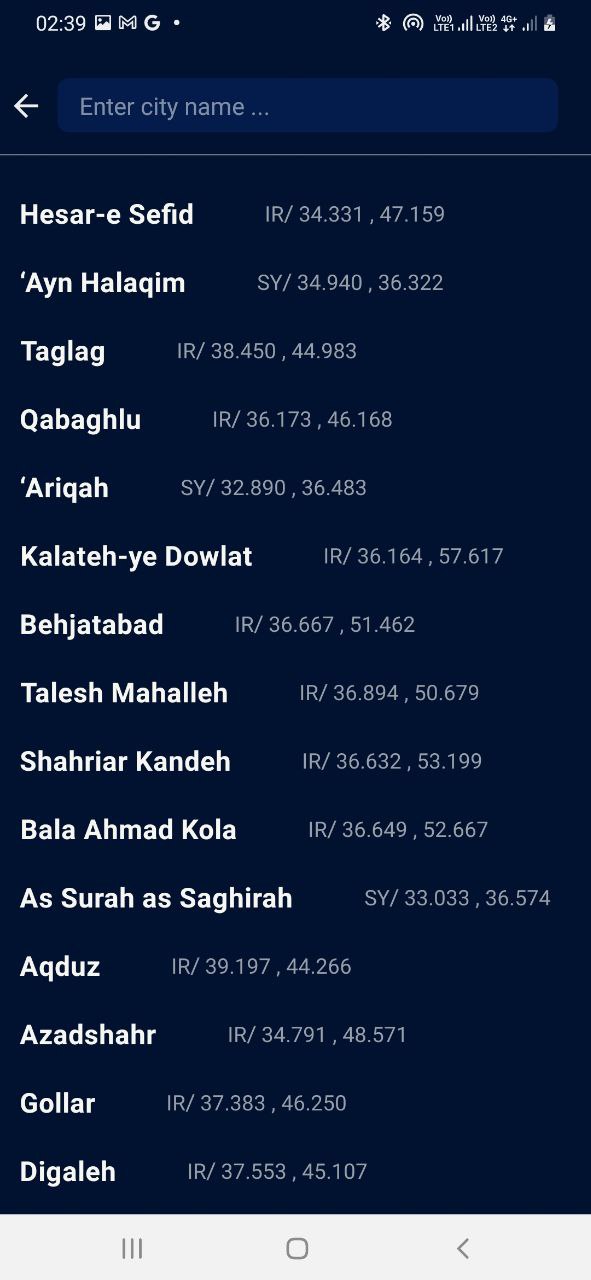 02:39 G Vo)) LTE1 Vo)) LTE2 4G+
Enter city name ...
Hesar-e Sefid IR/ 34.331 , 47.159
‘Ayn Halaqim SY/ 34.940 , 36.322
Taglag IR/ 38.450 , 44.983
Qabaghlu IR/ 36.173 , 46.168
‘Ariqah SY/ 32.890 , 36.483
Kalateh-ye Dowlat IR/ 36.164 , 57.617
Behjatabad IR/ 36.667 , 51.462
Talesh Mahalleh IR/ 36.894 , 50.679
Shahriar Kandeh IR/ 36.632 , 53.199
Bala Ahmad Kola IR/ 36.649 , 52.667
As Surah as Saghirah SY/ 33.033 , 36.574
Aqduz IR/ 39.197 , 44.266
Azadshahr IR/ 34.791 , 48.571
Gollar IR/ 37.383 , 46.250
Digaleh IR/ 37.553 , 45.107